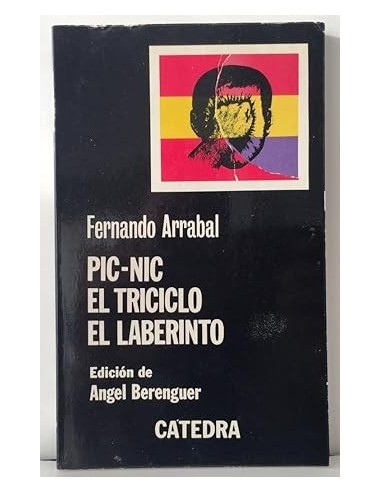 Fernando Arrabal
PIC-NIC
EL TRICICLO
EL LABERINTO
Edición de
Angel Berenguer
CATEDRA